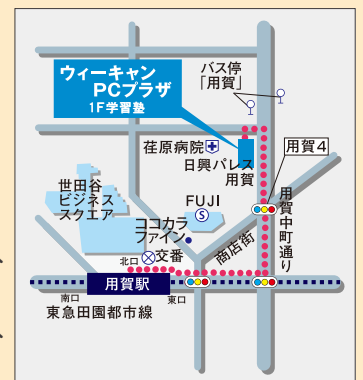 ウィーキャン
PCプラザ
1F学習塾
バス停
「用賀」
荏原病院
日興パレス
用賀
用賀4
世田谷
ビジネス
スクエア
FUJI
S
ココカラ
ファイン
用賀中町通り
商店街
北口
交番
用賀駅
南口
東口
東急田園都市線